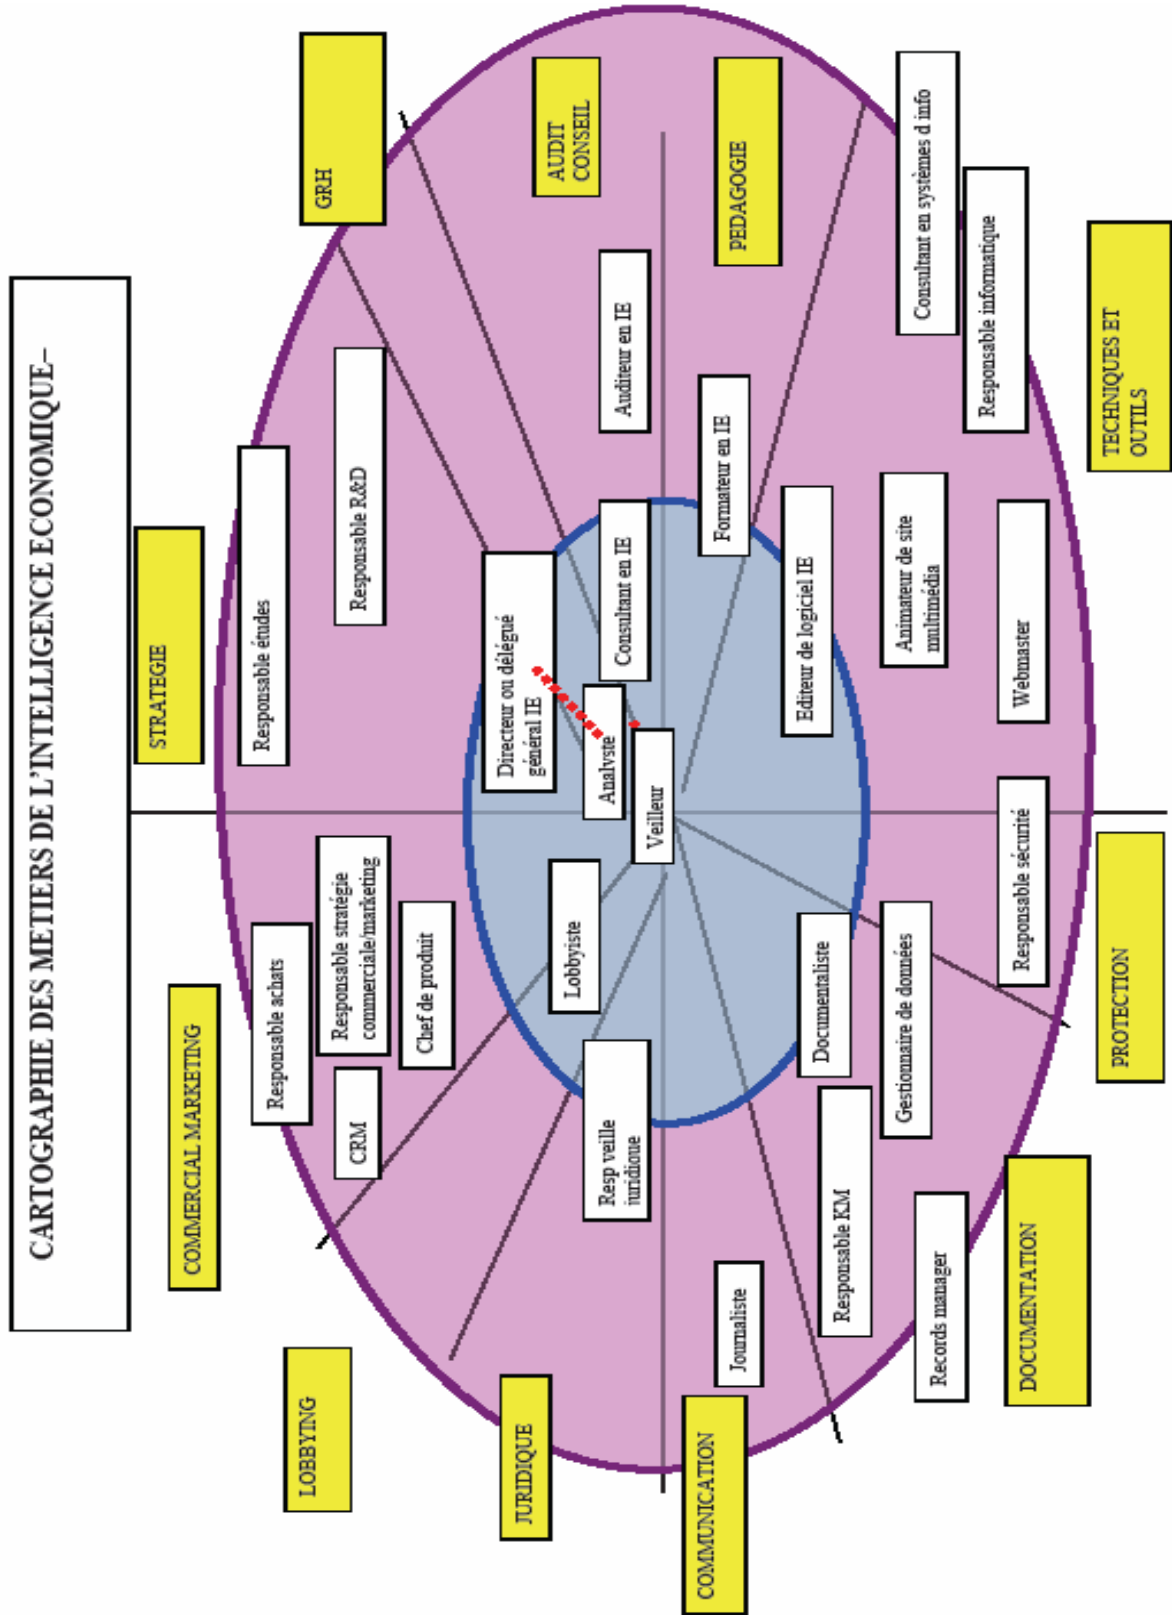 CARTOGRAPHIE DES METIERS DE L'INTELLIGENCE ECONOMIQUE–
COMMERCIAL MARKETING
STRATEGIE
LOBBYING
GRH
Responsable achats
Responsable études
Responsable stratégie
commerciale/marketing
CRM
Responsable R&D
Chef de produit
JURIDIQUE
Directeur ou délégué
général IE
AUDIT
CONSEIL
Lobbyiste
Resp veille
iuridioue
Analvste
Consultant en IE
Auditeur en IE
Veilleur
COMMUNICATION
Journaliste
Formateur en IE
PEDAGOGIE
Documentaliste
Editeur de logiciel IE
Responsable KM
Gestionnaire de données
Animateur de site
multimédia
Consultant en systèmes d info
Records manager
Responsable informatique
Responsable sécurité
Webmaster
DOCUMENTATION
PROTECTION
TECHNIQUES ET
OUTILS